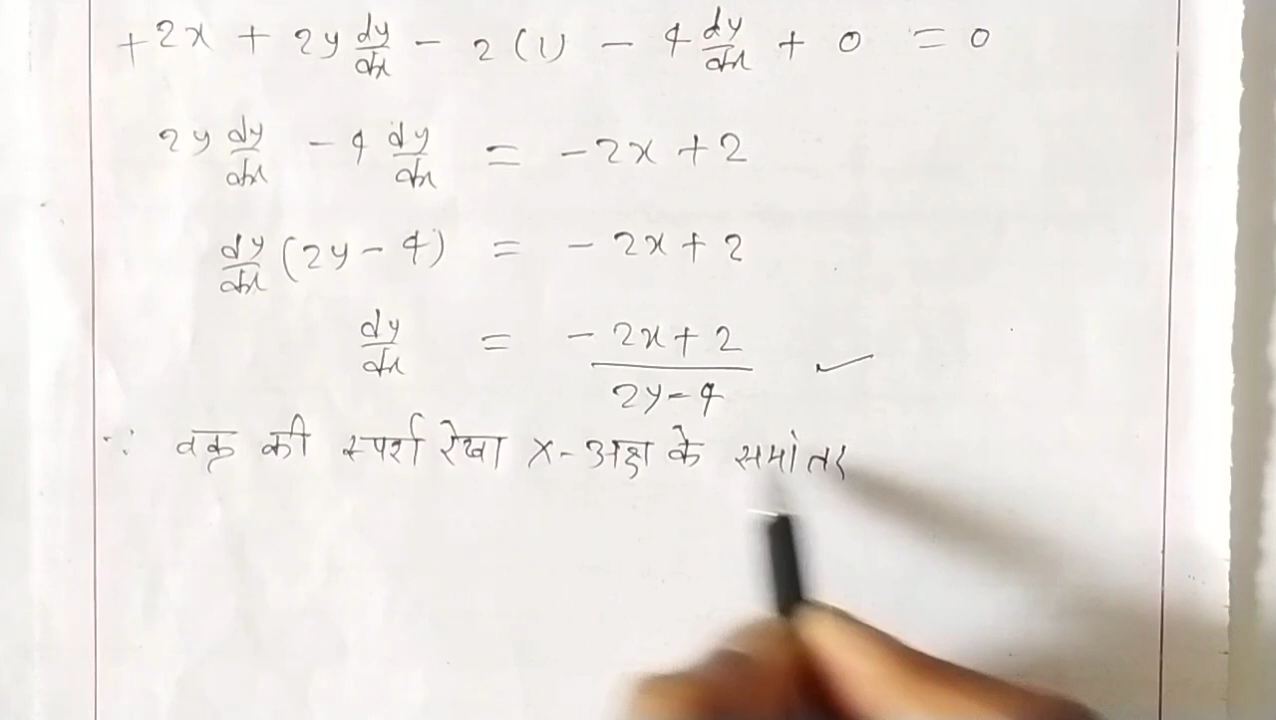 + 2x + 2y dy/dx - 2 (1) - 4 dy/dx + 0 = 0
2y dy/dx - 4 dy/dx = -2x + 2
dy/dx (2y - 4) = - 2x + 2
dy/dx = - 2x + 2 / 2y - 4 ✓
∵ वक्र की स्पर्श रेखा x-अक्ष के समांतर